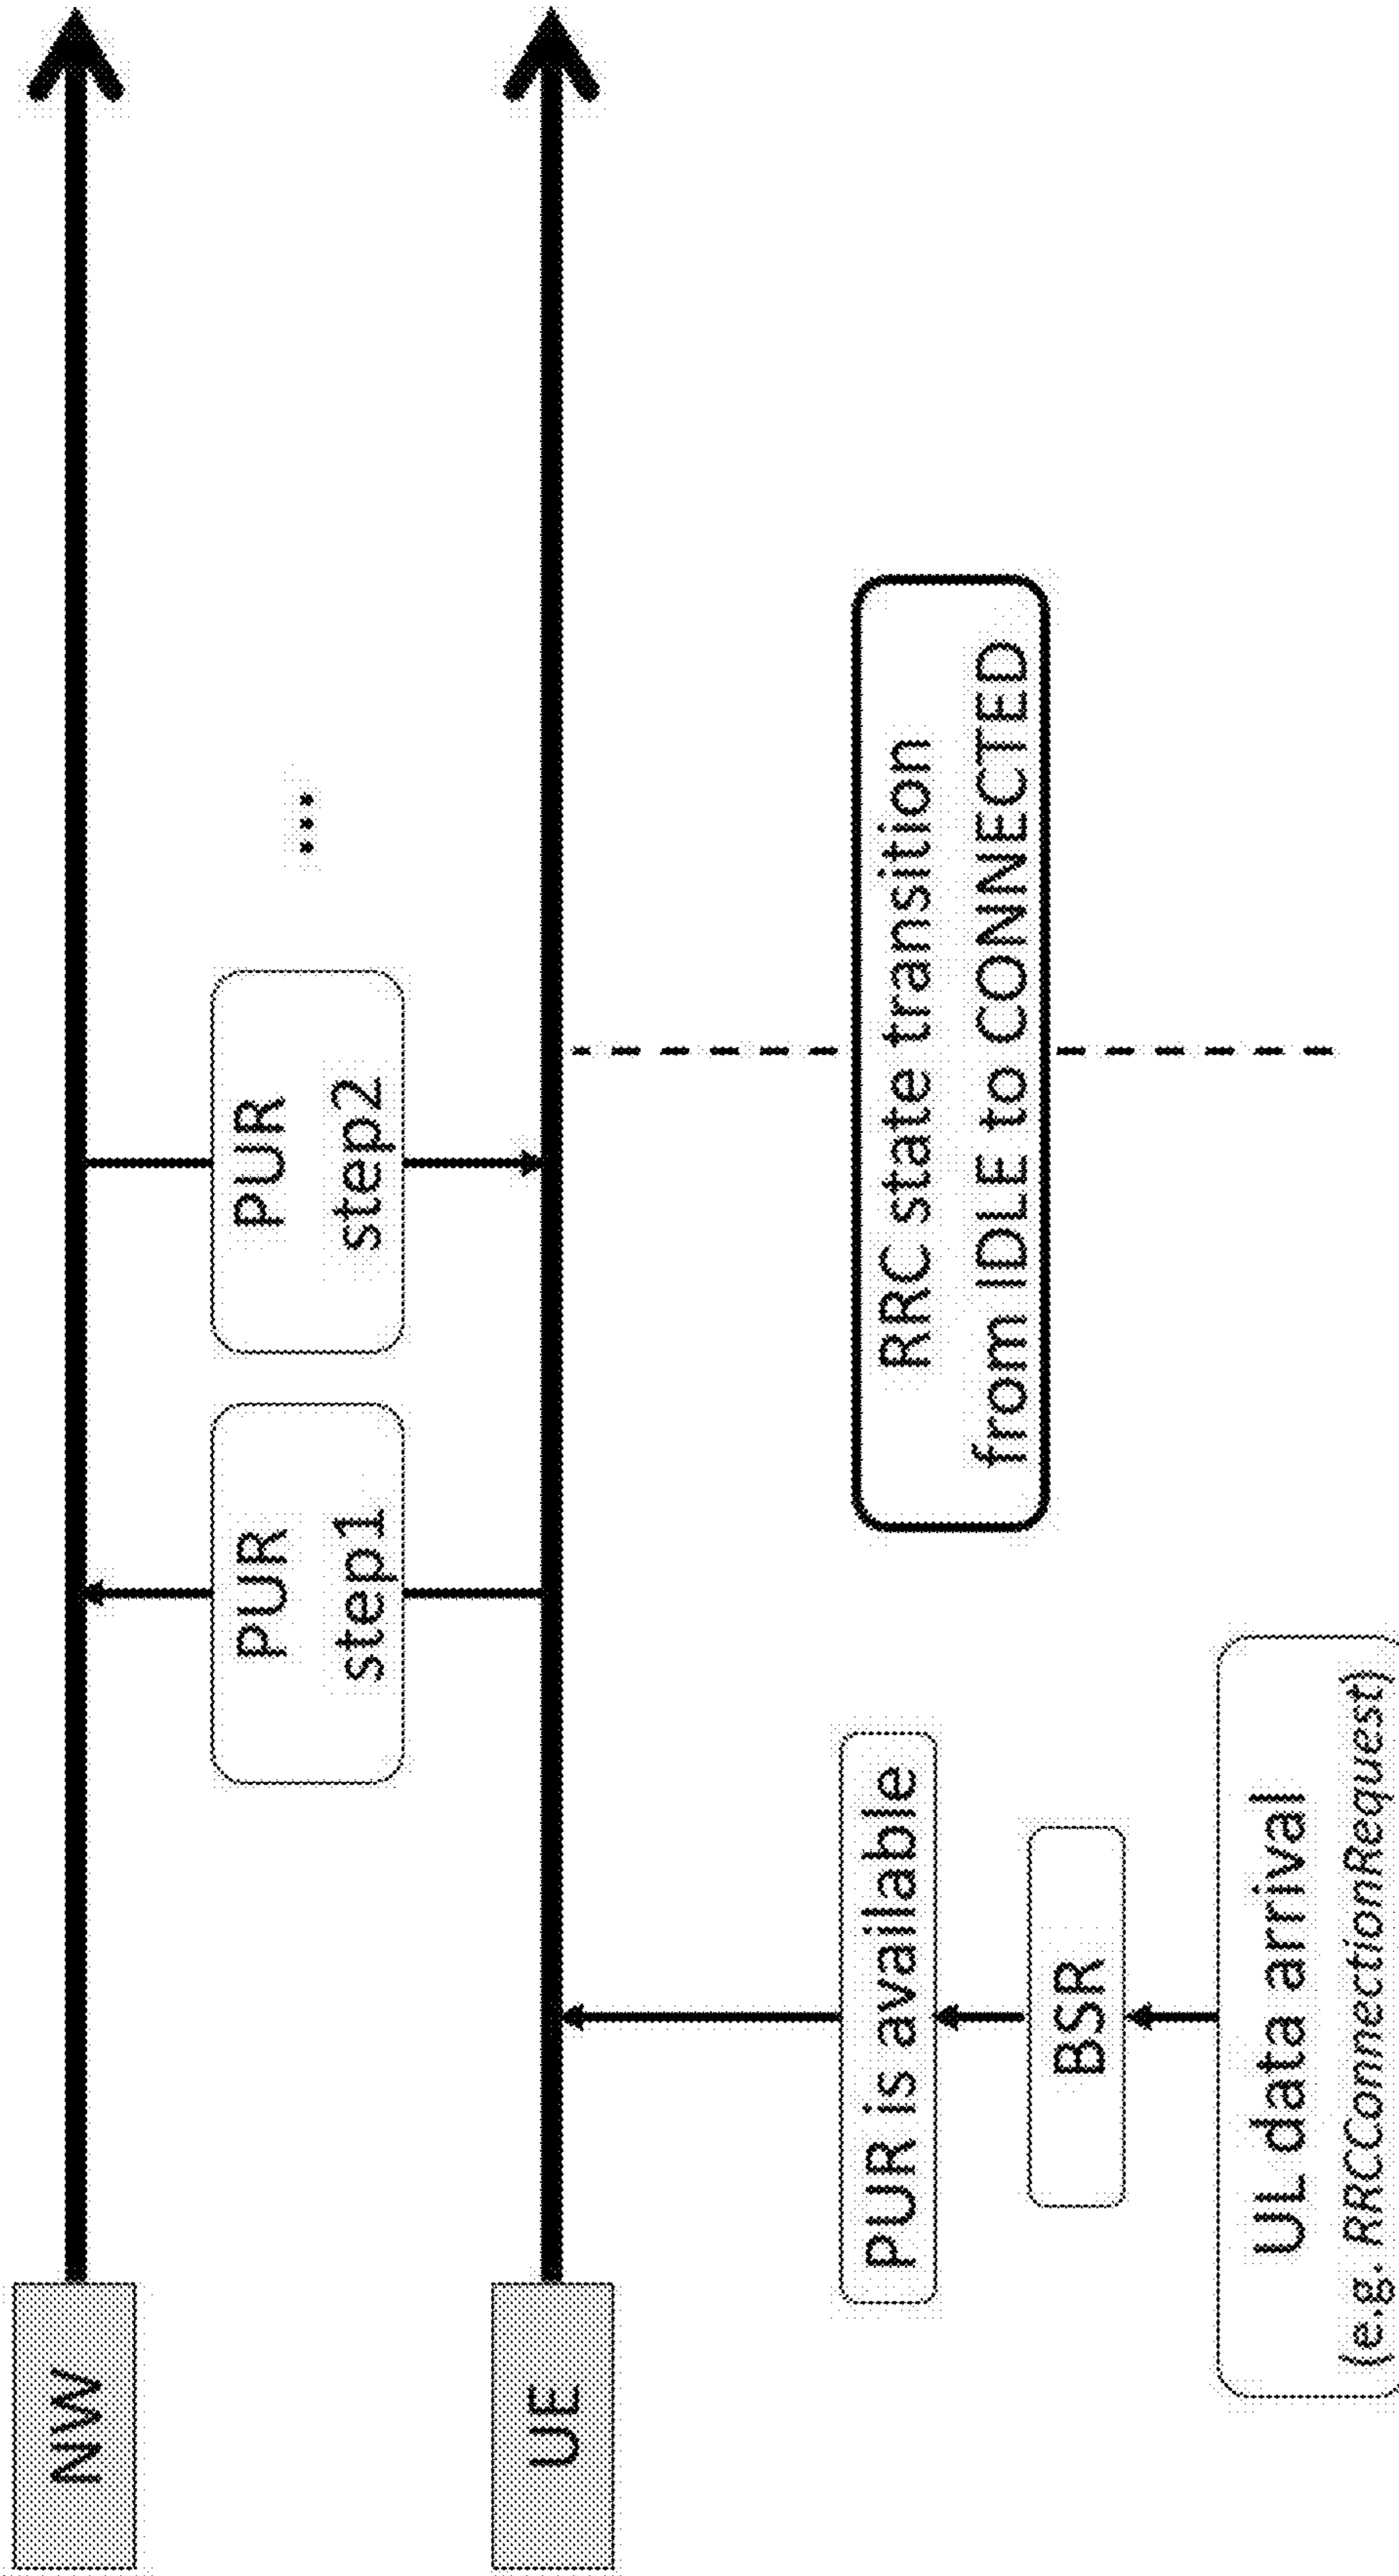 NW
PUR
step1
PUR
step2
...
UE
PUR is available
BSR
UL data arrival
(e.g. RRCConnectionRequest)
RRC state transition
from IDLE to CONNECTED